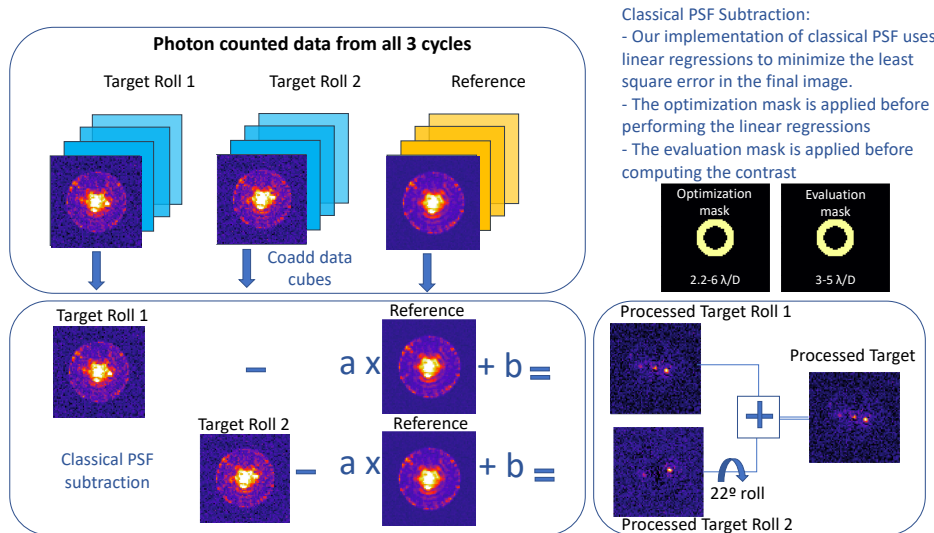 Photon counted data from all 3 cycles
Target Roll 1
Target Roll 2
Reference
Coadd data
cubes
Classical PSF Subtraction:
- Our implementation of classical PSF uses
linear regressions to minimize the least
square error in the final image.
- The optimization mask is applied before
performing the linear regressions
- The evaluation mask is applied before
computing the contrast
Optimization
mask
2.2-6 λ/D
Evaluation
mask
3-5 λ/D
Target Roll 1
Reference
− a x + b =
Target Roll 2
Reference
− a x + b =
Classical PSF
subtraction
Processed Target Roll 1
Processed Target
+
22º roll
Processed Target Roll 2